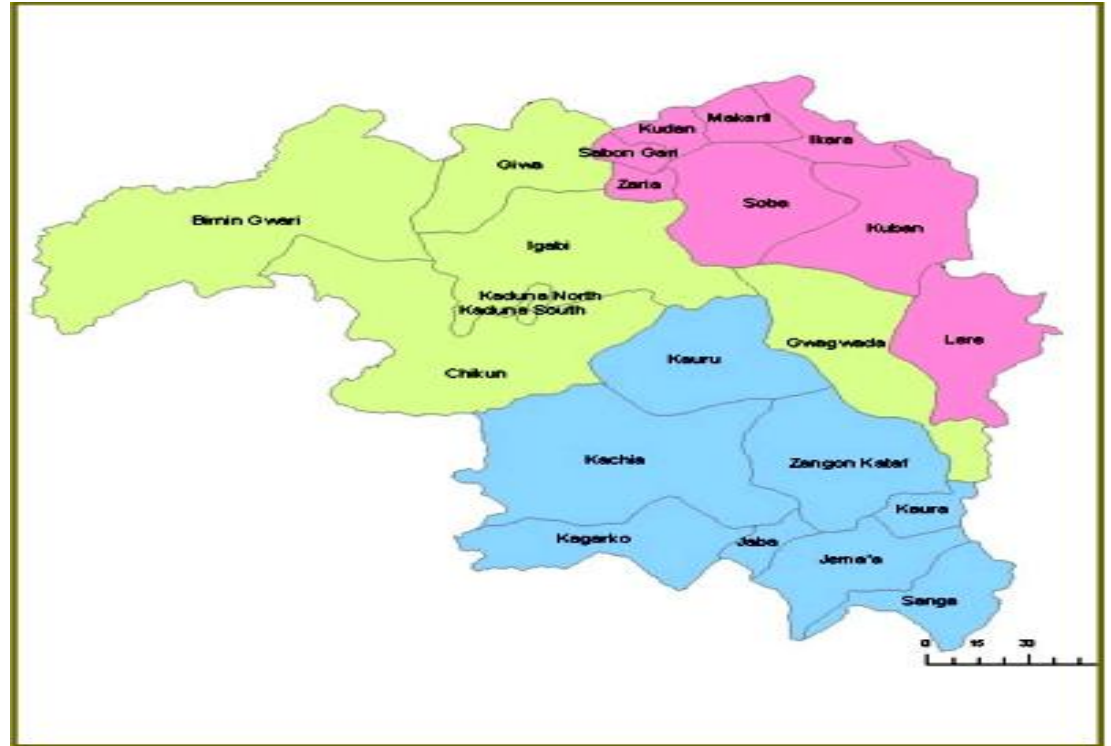 Makarfi
Kudan
Ikara
Sabon Gari
Giwa
Zaria
Soba
Birnin Gwari
Kuban
Igabi
Kaduna North
Kaduna South
Gwagwada
Lere
Kauru
Chikun
Kachia
Zangon Kataf
Kaura
Kagarko
Jaba
Jema'a
Sanga
0 15 30